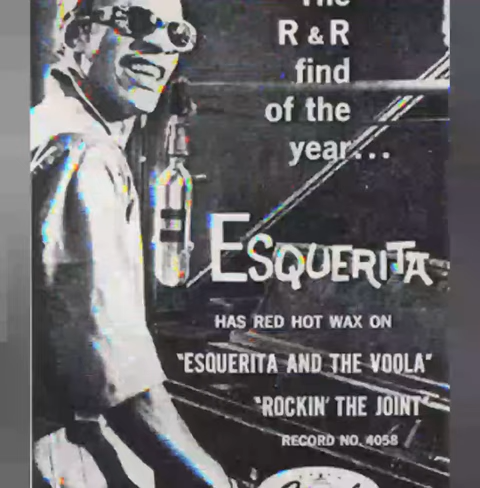 The
R & R
find
of the
year...
ESQUERITA
HAS RED HOT WAX ON
"ESQUERITA AND THE VOOLA"
"ROCKIN' THE JOINT"
RECORD NO. 4058